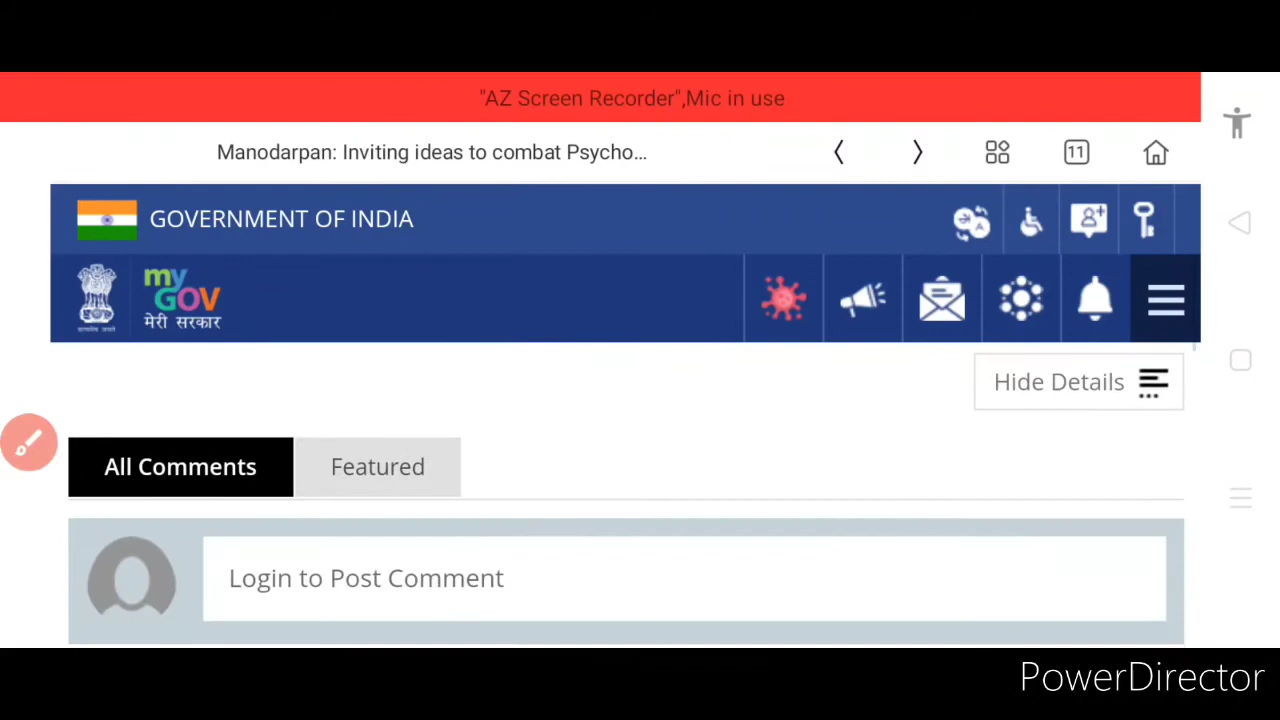 "AZ Screen Recorder",Mic in use
Manodarpan: Inviting ideas to combat Psycho...
11
GOVERNMENT OF INDIA
my
GOV
मेरी सरकार
Hide Details
All Comments Featured
Login to Post Comment
PowerDirector